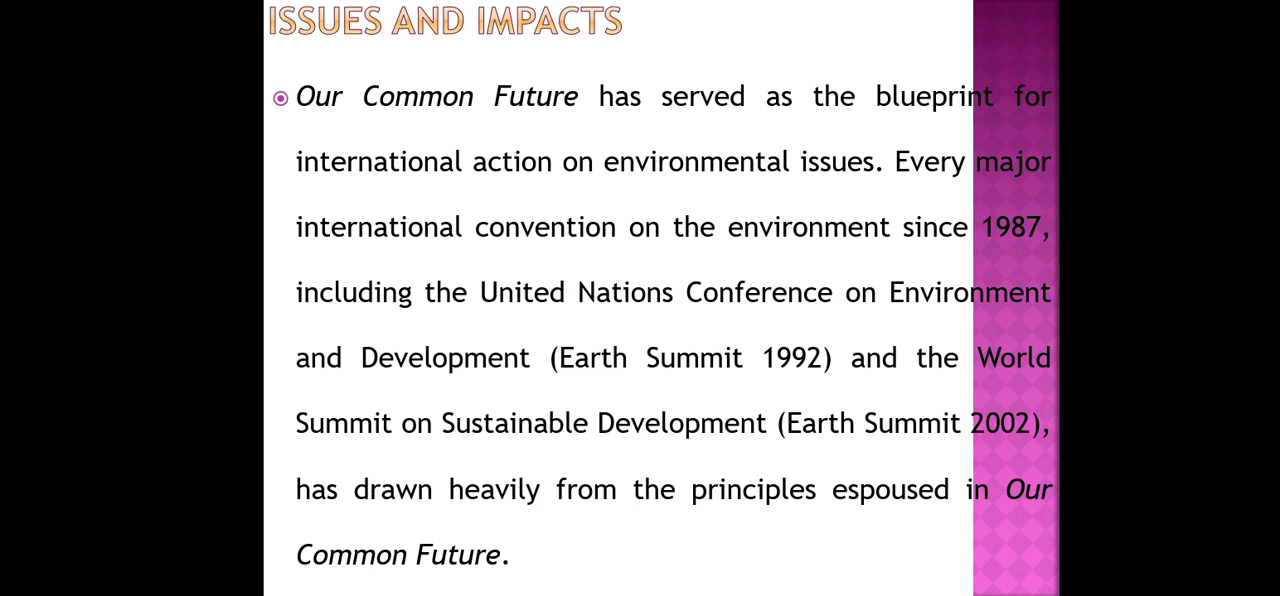 ISSUES AND IMPACTS
Our Common Future has served as the blueprint for
international action on environmental issues. Every major
international convention on the environment since 1987,
including the United Nations Conference on Environment
and Development (Earth Summit 1992) and the World
Summit on Sustainable Development (Earth Summit 2002),
has drawn heavily from the principles espoused in Our
Common Future.